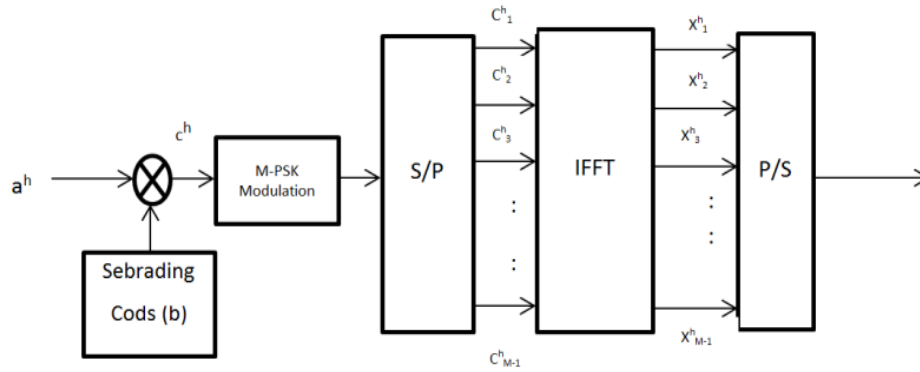 C^h_1
X^h_1
C^h_2
X^h_2
c^h
C^h_3
X^h_3
M-PSK
Modulation
S/P
IFFT
P/S
a^h
:
:
:
:
Sebrading
Cods (b)
C^h_M-1
X^h_M-1